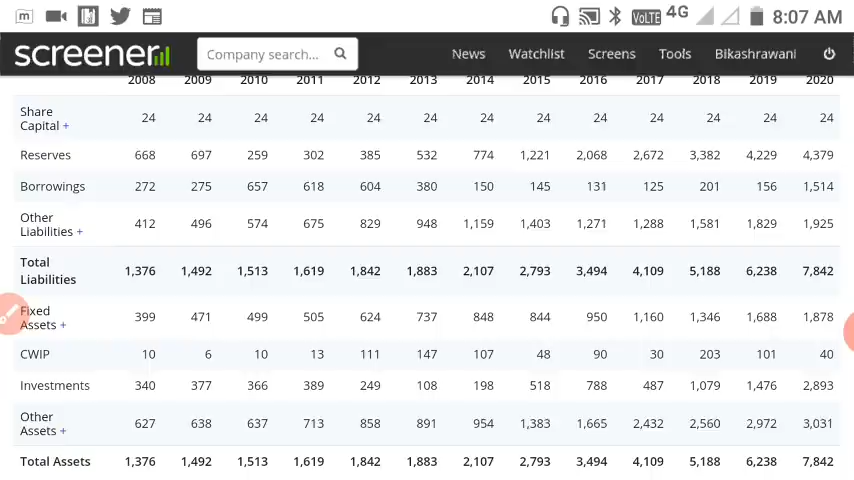 m VoLTE 4G 8:07 AM
screener Company search... News Watchlist Screens Tools Bikashrawani
2008 2009 2010 2011 2012 2013 2014 2015 2016 2017 2018 2019 2020
Share
Capital + 24 24 24 24 24 24 24 24 24 24 24 24 24
Reserves 668 697 259 302 385 532 774 1,221 2,068 2,672 3,382 4,229 4,379
Borrowings 272 275 657 618 604 380 150 145 131 125 201 156 1,514
Other
Liabilities + 412 496 574 675 829 948 1,159 1,403 1,271 1,288 1,581 1,829 1,925
Total
Liabilities 1,376 1,492 1,513 1,619 1,842 1,883 2,107 2,793 3,494 4,109 5,188 6,238 7,842
Fixed
Assets + 399 471 499 505 624 737 848 844 950 1,160 1,346 1,688 1,878
CWIP 10 6 10 13 111 147 107 48 90 30 203 101 40
Investments 340 377 366 389 249 108 198 518 788 487 1,079 1,476 2,893
Other
Assets + 627 638 637 713 858 891 954 1,383 1,665 2,432 2,560 2,972 3,031
Total Assets 1,376 1,492 1,513 1,619 1,842 1,883 2,107 2,793 3,494 4,109 5,188 6,238 7,842